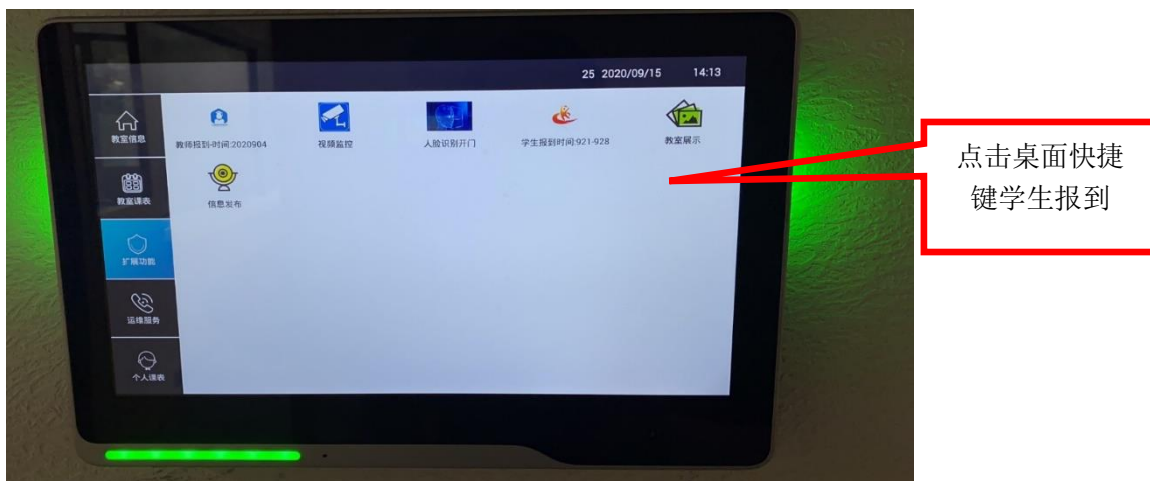 25 2020/09/15 14:13
教室信息
教室课表
扩展功能
运维服务
个人课表
教师报到-时间:2020904
视频监控
人脸识别开门
学生报到时间:921-928
教室展示
信息发布
点击桌面快捷
键学生报到